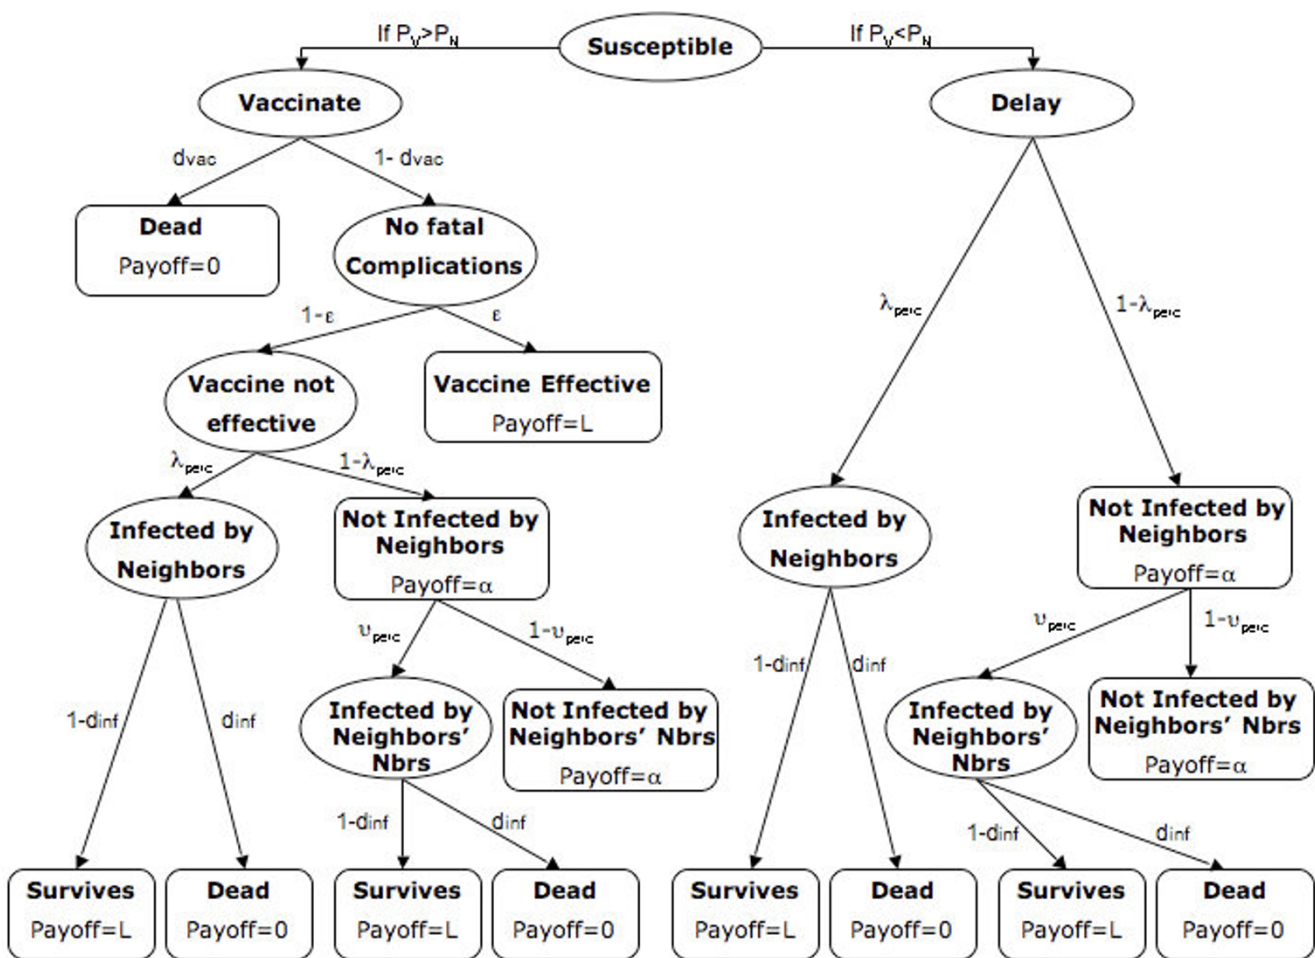 If P_V>P_N
Susceptible
If P_V<P_N
Vaccinate
Delay
dvac
1- dvac
Dead
Payoff=0
No fatal
Complications
λperc
1-λperc
1-ε
ε
Vaccine not
effective
Vaccine Effective
Payoff=L
λperc
1-λperc
Infected by
Neighbors
Not Infected by
Neighbors
Payoff=α
Infected by
Neighbors
Not Infected by
Neighbors
Payoff=α
υperc
1-υperc
υperc
1-υperc
1-dinf
dinf
Infected by
Neighbors’
Nbrs
Not Infected by
Neighbors’ Nbrs
Payoff=α
1-dinf
dinf
Infected by
Neighbors’
Nbrs
Not Infected by
Neighbors’ Nbrs
Payoff=α
1-dinf
dinf
1-dinf
dinf
Survives
Payoff=L
Dead
Payoff=0
Survives
Payoff=L
Dead
Payoff=0
Survives
Payoff=L
Dead
Payoff=0
Survives
Payoff=L
Dead
Payoff=0